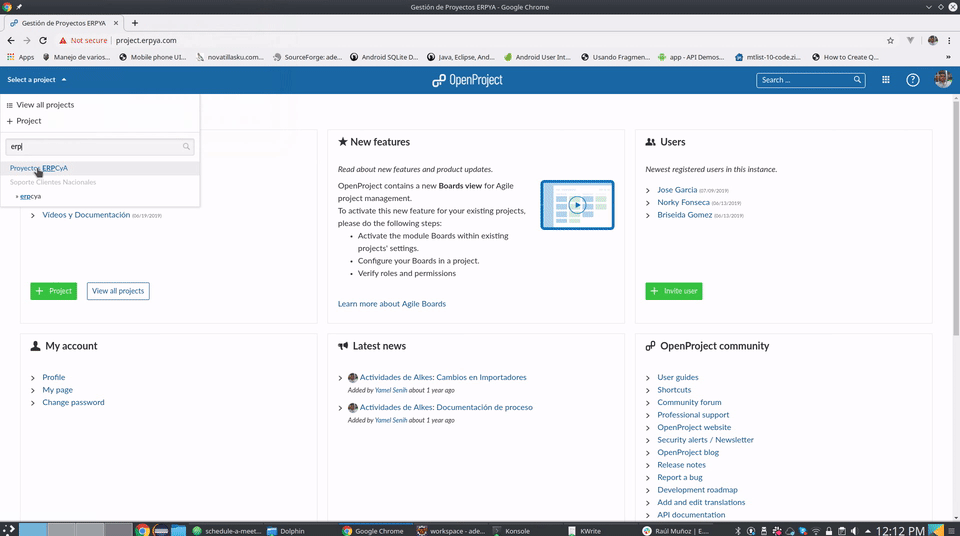 Gestión de Proyectos ERPYA - Google Chrome
Gestión de Proyectos ERPYA
Not secure | project.erpya.com
Apps
Manejo de varios...
Mobile phone UI...
novatillasku.com...
SourceForge: ade...
Android SQLite D...
Java, Eclipse, And...
Android User Int...
Usando Fragmen...
app - API Demos...
mtlist-10-code.zi...
How to Create Q...
Select a project
OpenProject
Search ...
View all projects
+ Project
erp
Proyectos ERPCyA
Soporte Clientes Nacionales
erpcya
Vídeos y Documentación (06/19/2019)
+ Project
View all projects
New features
Read about new features and product updates.
OpenProject contains a new Boards view for Agile
project management.
To activate this new feature for your existing projects,
please do the following steps:
• Activate the module Boards within existing
projects' settings.
• Configure your Boards in a project.
• Verify roles and permissions
Learn more about Agile Boards
Users
Newest registered users in this instance.
Jose Garcia (07/09/2019)
Norky Fonseca (06/13/2019)
Briseida Gomez (06/13/2019)
+ Invite user
My account
Profile
My page
Change password
Latest news
Actividades de Alkes: Cambios en Importadores
Added by Yamel Senih about 1 year ago
Actividades de Alkes: Documentación de proceso
Added by Yamel Senih about 1 year ago
OpenProject community
User guides
Shortcuts
Community forum
Professional support
OpenProject website
Security alerts / Newsletter
OpenProject blog
Release notes
Report a bug
Development roadmap
Add and edit translations
API documentation
schedule-a-meet...
Dolphin
Google Chrome
workspace - ade...
Konsole
KWrite
Raúl Muñoz | E...
12:12 PM